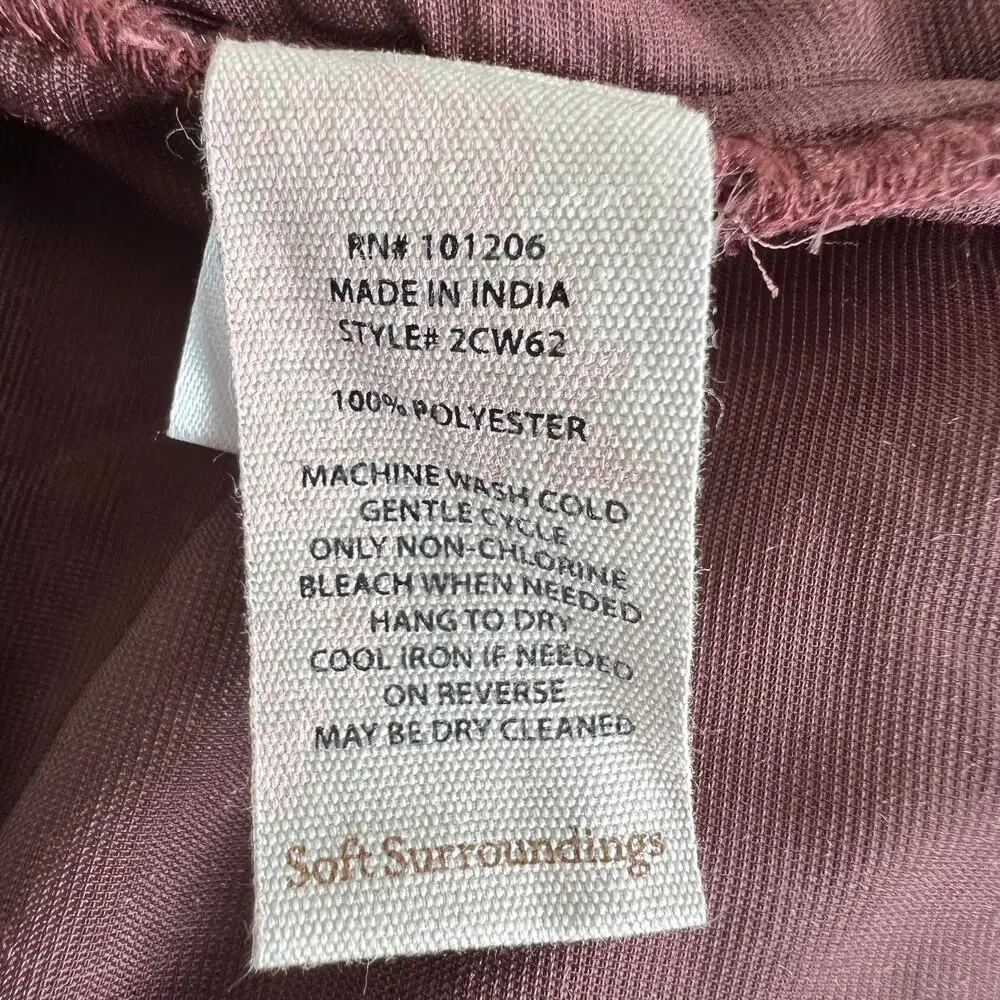 RN# 101206
MADE IN INDIA
STYLE# 2CW62
100% POLYESTER
MACHINE WASH COLD
GENTLE CYCLE
ONLY NON-CHLORINE
BLEACH WHEN NEEDED
HANG TO DRY
COOL IRON IF NEEDED
ON REVERSE
MAY BE DRY CLEANED
Soft Surroundings